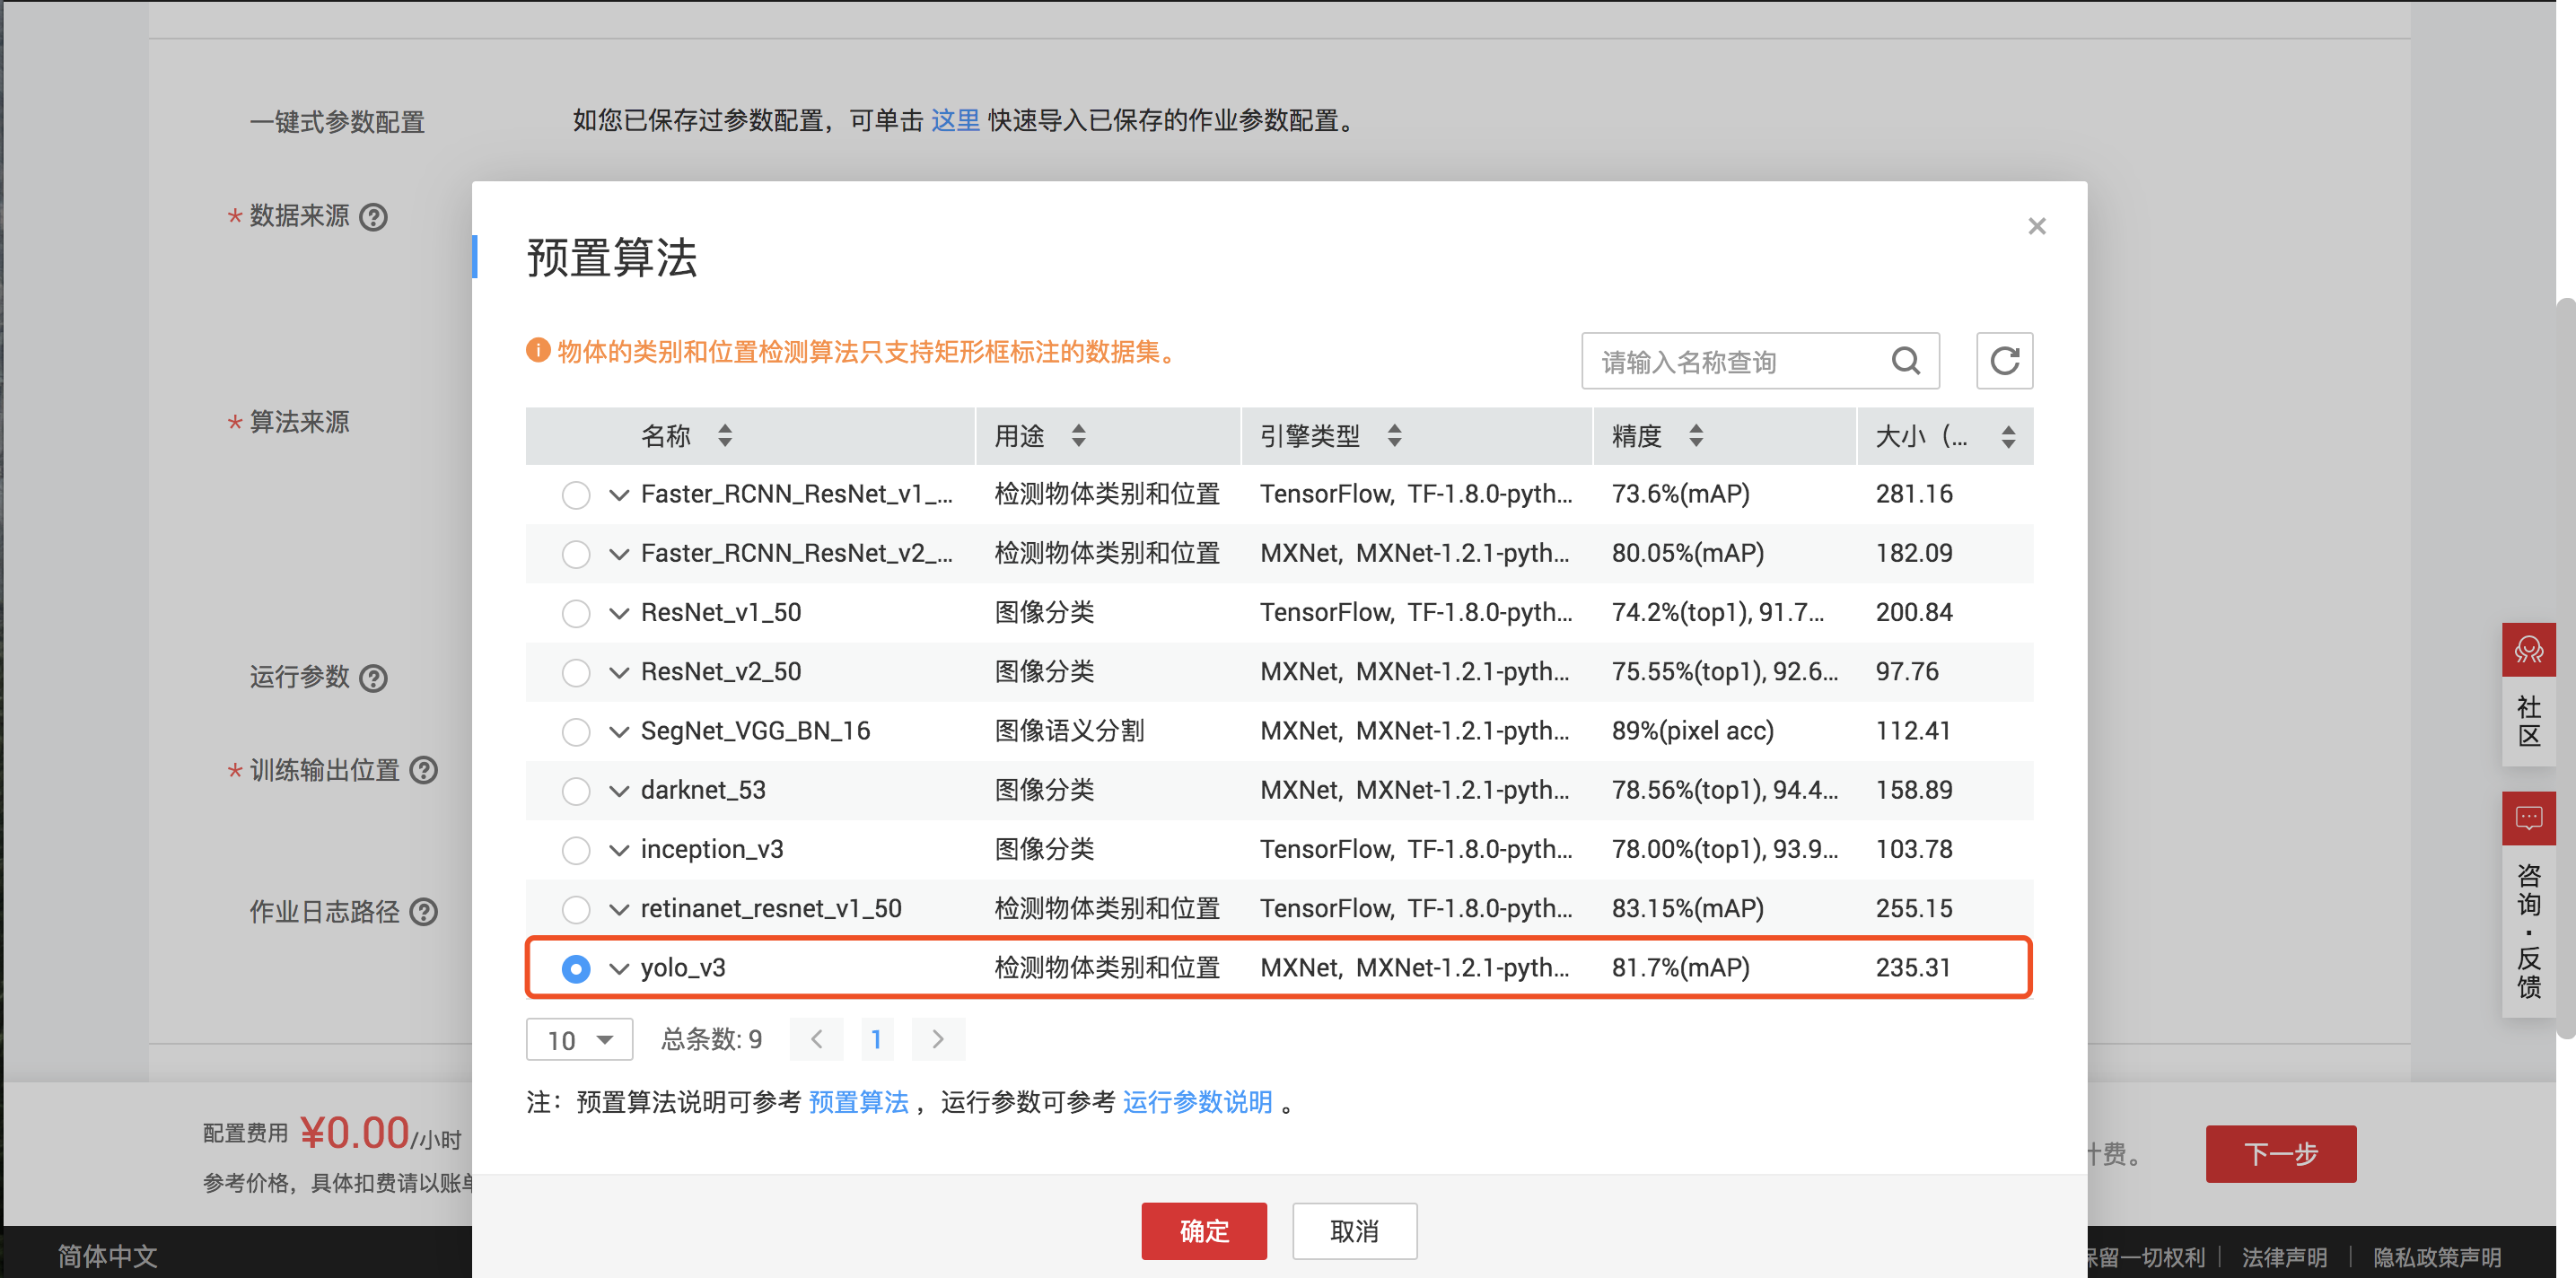 一键式参数配置 如您已保存过参数配置，可单击 这里 快速导入已保存的作业参数配置。
* 数据来源
* 算法来源
运行参数
* 训练输出位置
作业日志路径
预置算法
物体的类别和位置检测算法只支持矩形框标注的数据集。
请输入名称查询
名称 用途 引擎类型 精度 大小（...
Faster_RCNN_ResNet_v1_... 检测物体类别和位置 TensorFlow, TF-1.8.0-pyth... 73.6%(mAP) 281.16
Faster_RCNN_ResNet_v2_... 检测物体类别和位置 MXNet, MXNet-1.2.1-pyth... 80.05%(mAP) 182.09
ResNet_v1_50 图像分类 TensorFlow, TF-1.8.0-pyth... 74.2%(top1), 91.7... 200.84
ResNet_v2_50 图像分类 MXNet, MXNet-1.2.1-pyth... 75.55%(top1), 92.6... 97.76
SegNet_VGG_BN_16 图像语义分割 MXNet, MXNet-1.2.1-pyth... 89%(pixel acc) 112.41
darknet_53 图像分类 MXNet, MXNet-1.2.1-pyth... 78.56%(top1), 94.4... 158.89
inception_v3 图像分类 TensorFlow, TF-1.8.0-pyth... 78.00%(top1), 93.9... 103.78
retinanet_resnet_v1_50 检测物体类别和位置 TensorFlow, TF-1.8.0-pyth... 83.15%(mAP) 255.15
yolo_v3 检测物体类别和位置 MXNet, MXNet-1.2.1-pyth... 81.7%(mAP) 235.31
10 总条数: 9 1
注：预置算法说明可参考 预置算法 ，运行参数可参考 运行参数说明 。
确定 取消
社区
咨询·反馈
配置费用 ¥0.00/小时
参考价格，具体扣费请以账单
计费。
下一步
简体中文
保留一切权利 | 法律声明 | 隐私政策声明